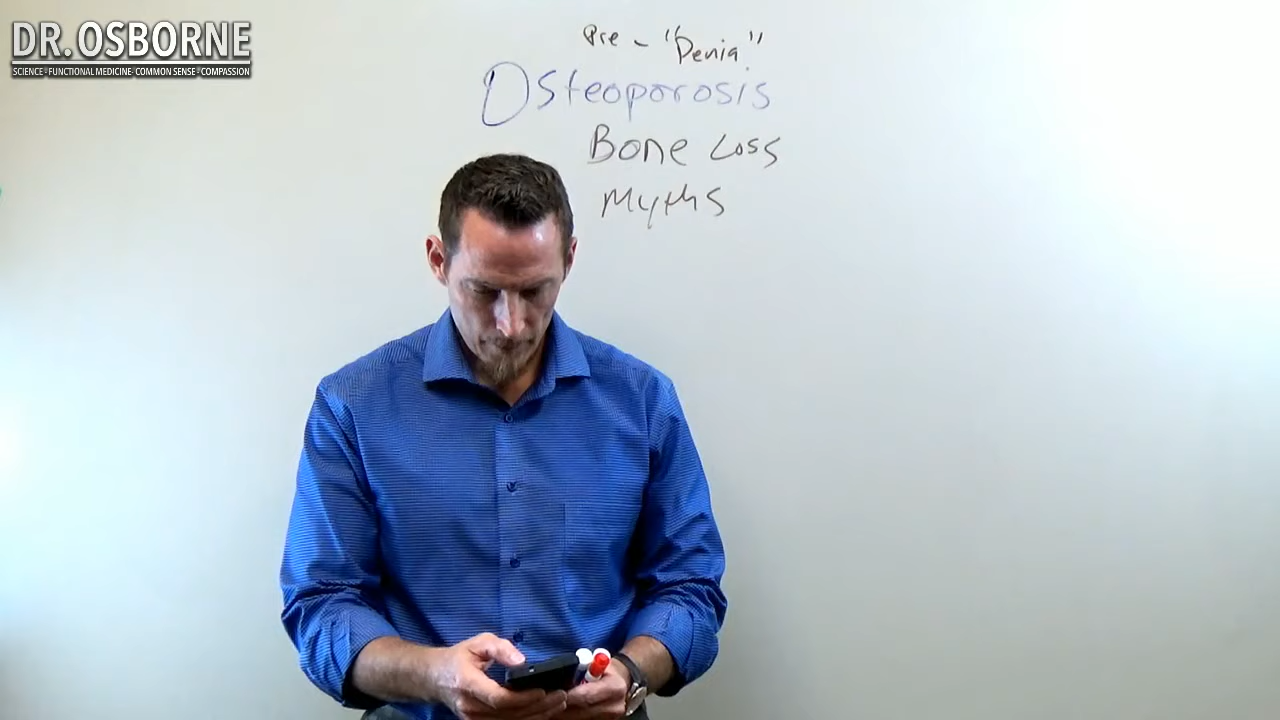 DR. OSBORNE
SCIENCE - FUNCTIONAL MEDICINE - COMMON SENSE - COMPASSION
Pre - "Penia"
Osteoporosis
Bone Loss
Myths